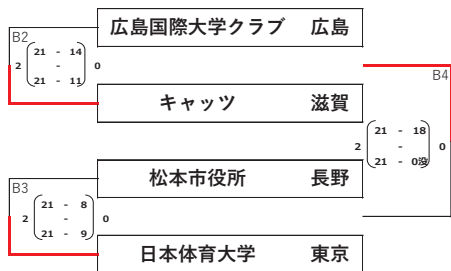 広島国際大学クラブ 広島
B2
21 - 14
2 - 0
21 - 11
キャッツ 滋賀
B4
21 - 18
2 - 0
21 - 0没
松本市役所 長野
B3
21 - 8
2 - 0
21 - 9
日本体育大学 東京